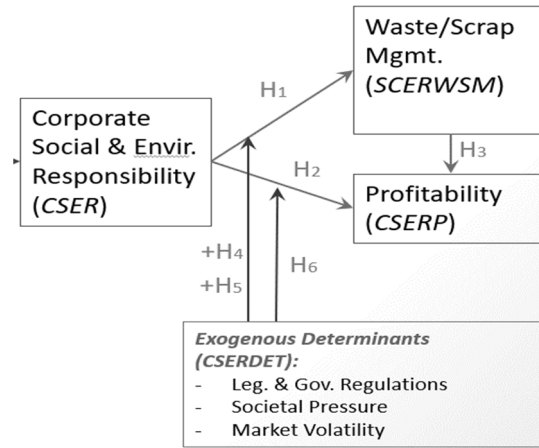 Waste/Scrap
Mgmt.
(SCERWSM)
H1
Corporate
Social & Envir.
Responsibility
(CSER)
H2
H3
Profitability
(CSERP)
+H4
+H5
H6
Exogenous Determinants
(CSERDET):
- Leg. & Gov. Regulations
- Societal Pressure
- Market Volatility